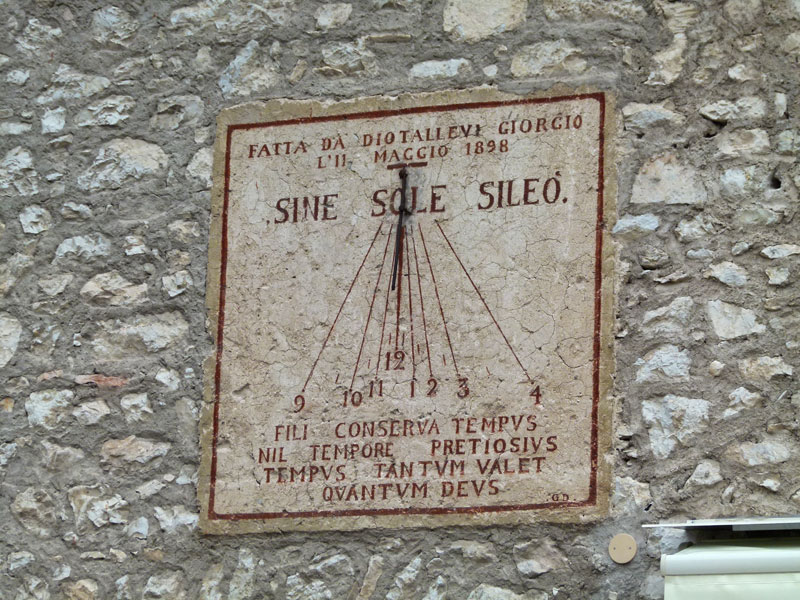 FATTA DA DIOTALLEVI GIORGIO
L'11 MAGGIO 1898
.SINE SOLE SILEO.
12
9 10 11 1 2 3 4
FILI CONSERVA TEMPVS
NIL TEMPORE PRETIOSIVS
TEMPVS TANTVM VALET
QVANTVM DEVS
.G.D.